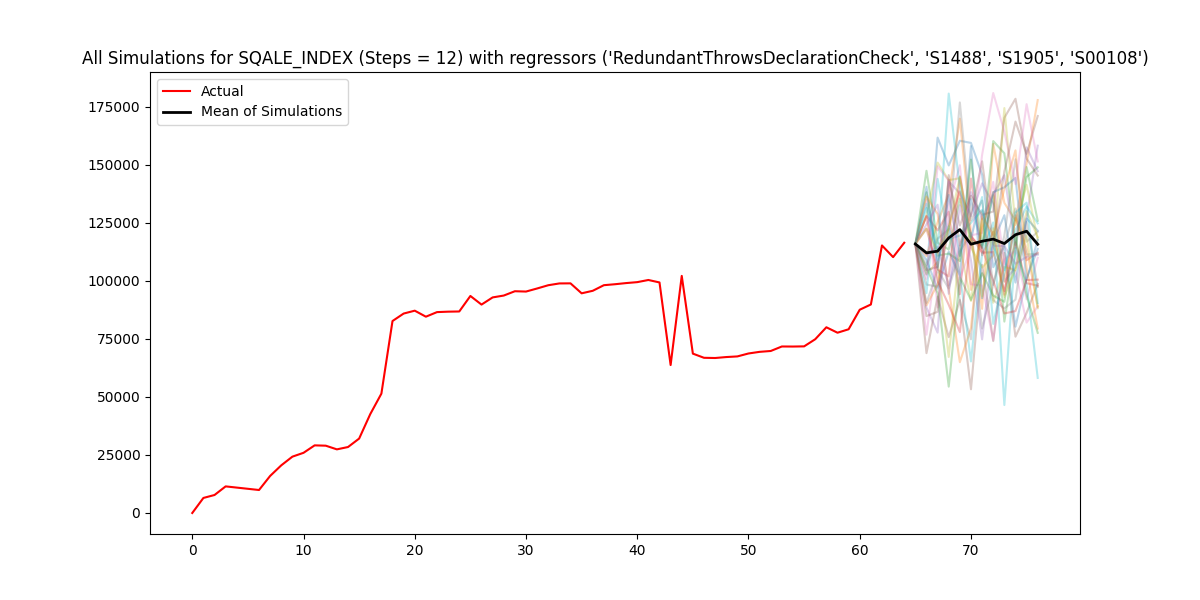 All Simulations for SQALE_INDEX (Steps = 12) with regressors ('RedundantThrowsDeclarationCheck', 'S1488', 'S1905', 'S00108')
Actual
Mean of Simulations
175000
150000
125000
100000
75000
50000
25000
0
0 10 20 30 40 50 60 70